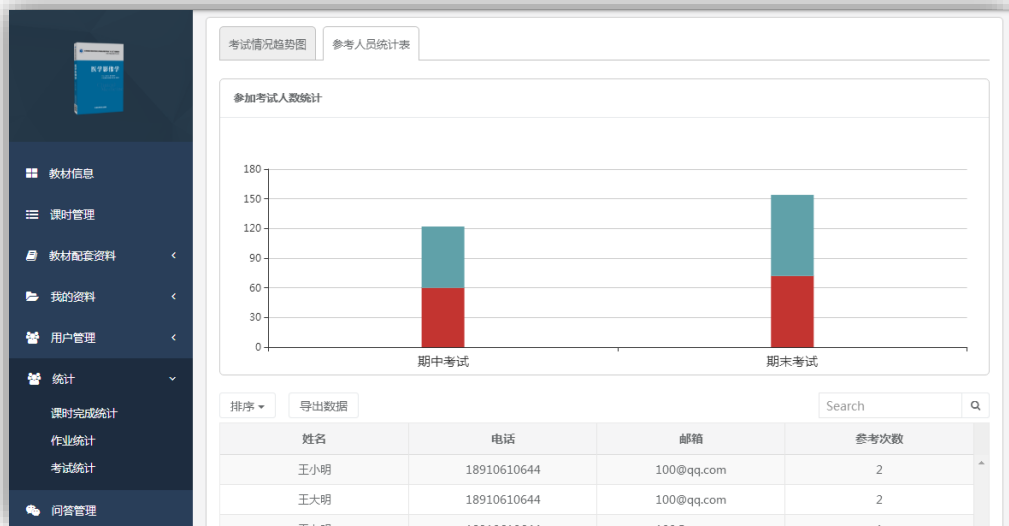 医学影像学
教材信息
课时管理
教材配套资料
我的资料
用户管理
统计
课时完成统计
作业统计
考试统计
问答管理
考试情况趋势图 参考人员统计表
参加考试人数统计
180
150
120
90
60
30
0
期中考试 期末考试
排序 导出数据 Search
姓名 电话 邮箱 参考次数
王小明 18910610644 100@qq.com 2
王大明 18910610644 100@qq.com 2